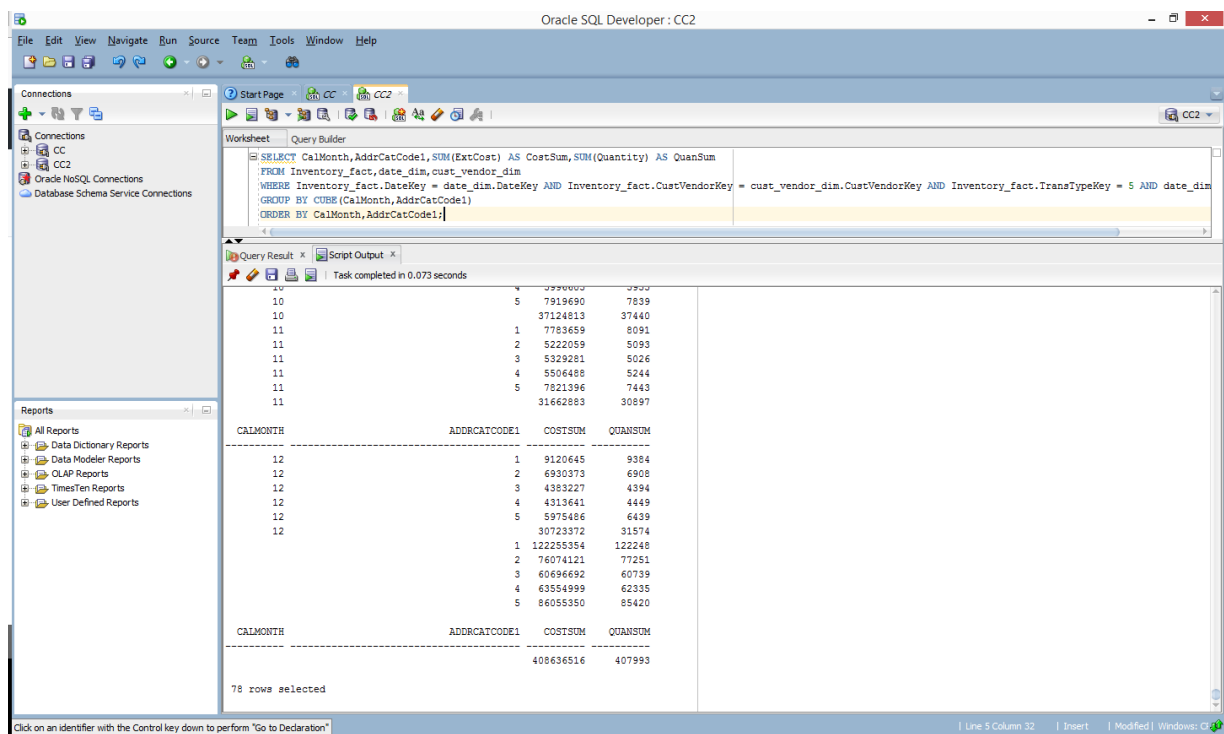 Oracle SQL Developer : CC2
File Edit View Navigate Run Source Team Tools Window Help
Connections
Connections
CC
CC2
Oracle NoSQL Connections
Database Schema Service Connections
Reports
All Reports
Data Dictionary Reports
Data Modeler Reports
OLAP Reports
TimesTen Reports
User Defined Reports
Start Page CC CC2
CC2
Worksheet Query Builder
SELECT CalMonth,AddrCatCode1,SUM(ExtCost) AS CostSum,SUM(Quantity) AS QuanSum
FROM Inventory_fact,date_dim,cust_vendor_dim
WHERE Inventory_fact.DateKey = date_dim.DateKey AND Inventory_fact.CustVendorKey = cust_vendor_dim.CustVendorKey AND Inventory_fact.TransTypeKey = 5 AND date_dim
GROUP BY CUBE(CalMonth,AddrCatCode1)
ORDER BY CalMonth,AddrCatCode1;
Query Result x Script Output x
Task completed in 0.073 seconds
10 4
10 5 7919690 7839
10 37124813 37440
11 1 7783659 8091
11 2 5222059 5093
11 3 5329281 5026
11 4 5506488 5244
11 5 7821396 7443
11 31662883 30897
CALMONTH ADDRCATCODE1 COSTSUM QUANSUM
---------- ---------------------------------------- ---------- ----------
12 1 9120645 9384
12 2 6930373 6908
12 3 4383227 4394
12 4 4313641 4449
12 5 5975486 6439
12 30723372 31574
1 122255354 122248
2 76074121 77251
3 60696692 60739
4 63554999 62335
5 86055350 85420
CALMONTH ADDRCATCODE1 COSTSUM QUANSUM
---------- ---------------------------------------- ---------- ----------
408636516 407993
78 rows selected
Click on an identifier with the Control key down to perform "Go to Declaration"
Line 5 Column 32 | Insert | Modified | Windows: